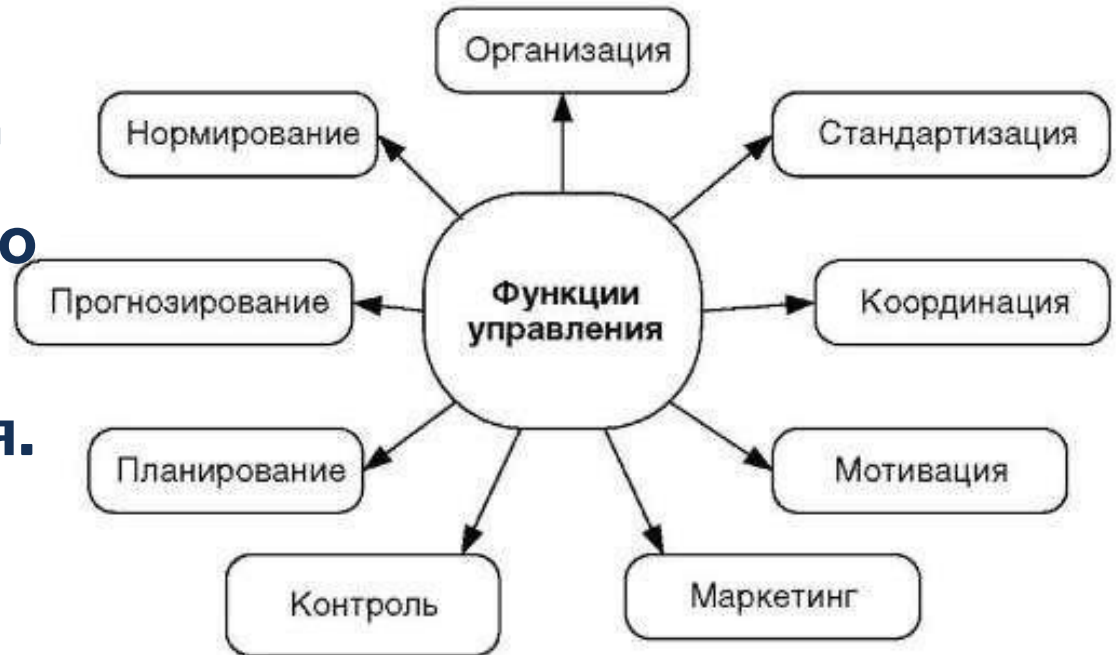 Организация
Нормирование
Стандартизация
о
Прогнозирование
Функции
управления
Координация
я.
Планирование
Мотивация
Контроль
Маркетинг